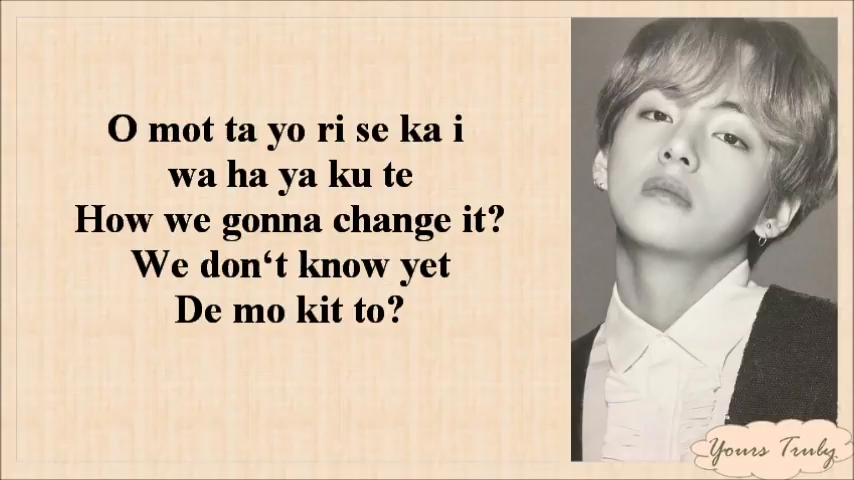 O mot ta yo ri se ka i
wa ha ya ku te
How we gonna change it?
We don‘t know yet
De mo kit to?
Yours Truly